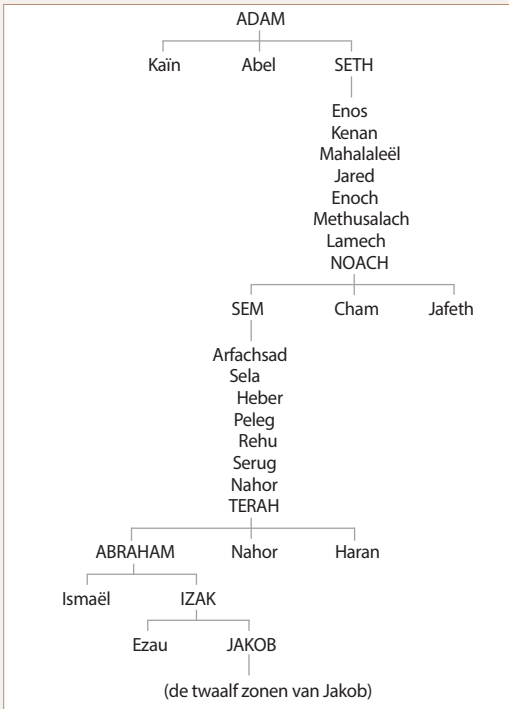 ADAM
Kaïn Abel SETH
Enos
Kenan
Mahalaleël
Jared
Enoch
Methusalach
Lamech
NOACH
SEM Cham Jafeth
Arfachsad
Sela
Heber
Peleg
Rehu
Serug
Nahor
TERAH
ABRAHAM Nahor Haran
Ismaël IZAK
Ezau JAKOB
(de twaalf zonen van Jakob)